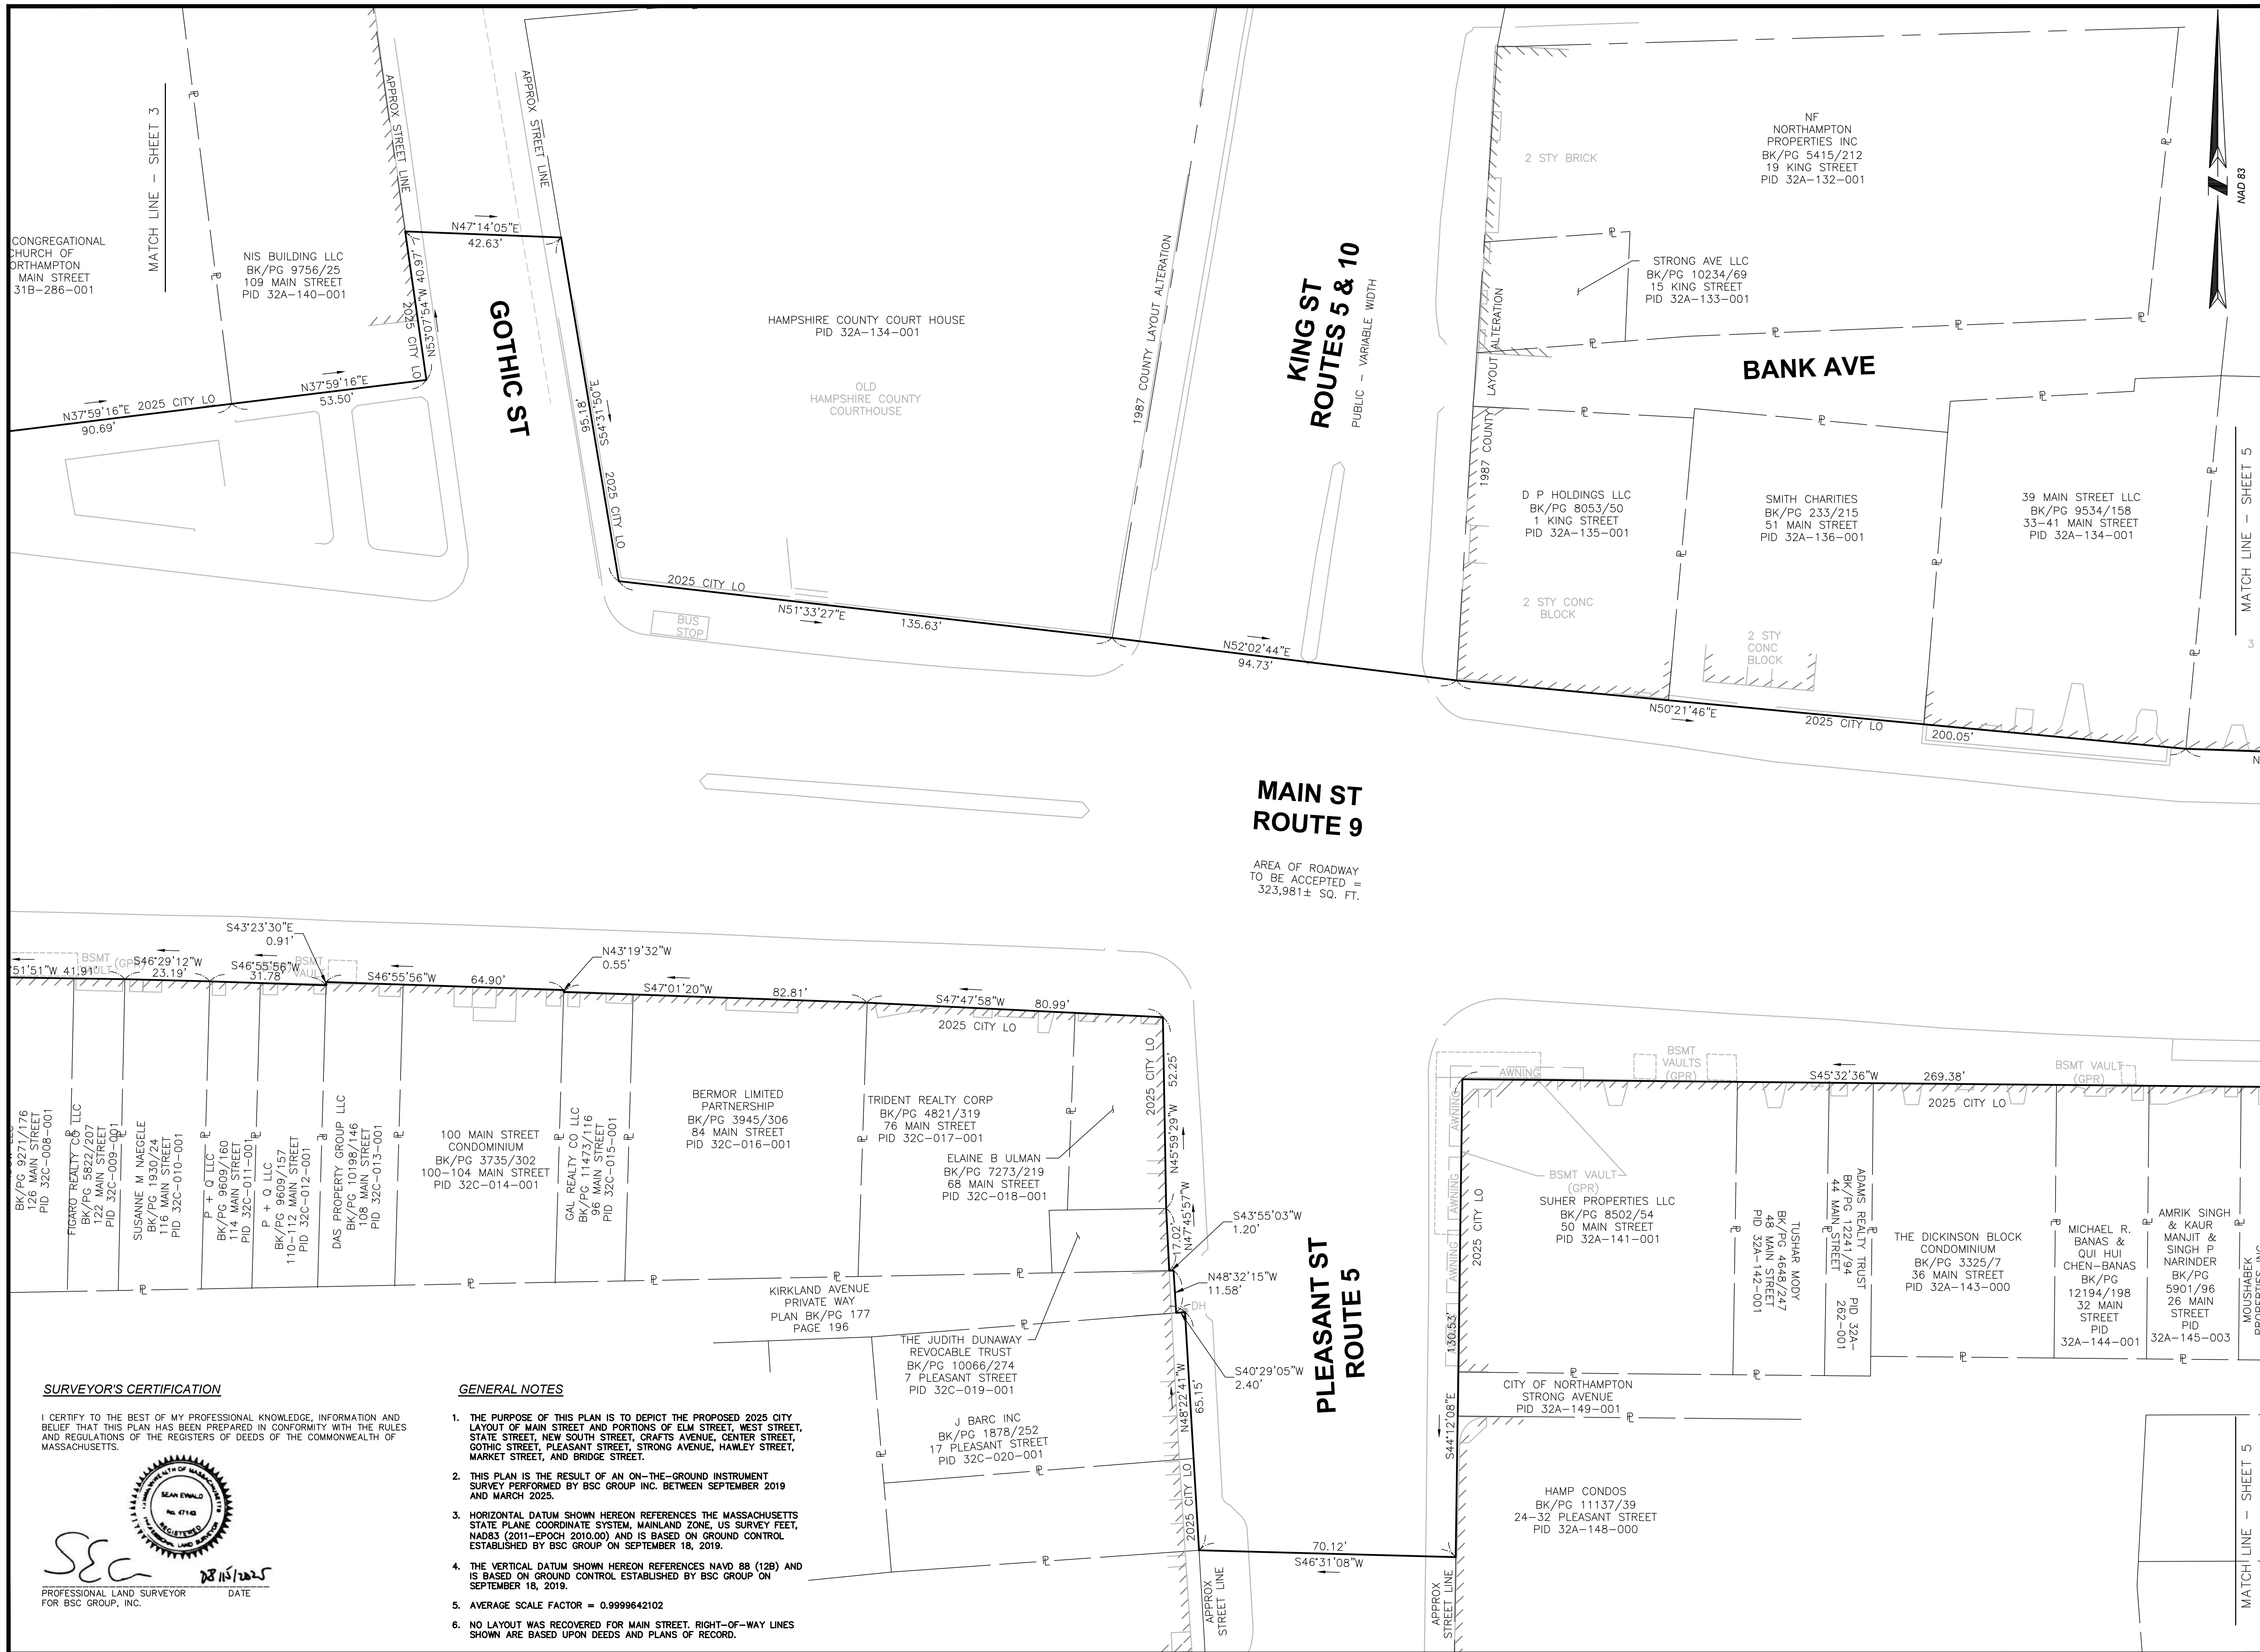 MATCH LINE – SHEET 3
CONGREGATIONAL
CHURCH OF
ORTHAMPTON
MAIN STREET
31B–286–001
NIS BUILDING LLC
BK/PG 9756/25
109 MAIN STREET
PID 32A–140–001
APPROX STREET LINE
APPROX STREET LINE
N47°14'05"E
42.63'
2025 CITY LO
N53°07'54"W 40.97'
N37°59'16"E 2025 CITY LO
90.69'
N37°59'16"E
53.50'
GOTHIC ST
95.18'
S54°31'50"E
2025 CITY LO
HAMPSHIRE COUNTY COURT HOUSE
PID 32A–134–001
OLD
HAMPSHIRE COUNTY
COURTHOUSE
2025 CITY LO
N51°33'27"E
135.63'
BUS
STOP
1987 COUNTY LAYOUT ALTERATION
KING ST
ROUTES 5 & 10
PUBLIC – VARIABLE WIDTH
N52°02'44"E
94.73'
1987 COUNTY LAYOUT ALTERATION
2 STY BRICK
NF
NORTHAMPTON
PROPERTIES INC
BK/PG 5415/212
19 KING STREET
PID 32A–132–001
STRONG AVE LLC
BK/PG 10234/69
15 KING STREET
PID 32A–133–001
BANK AVE
NAD 83
D P HOLDINGS LLC
BK/PG 8053/50
1 KING STREET
PID 32A–135–001
2 STY CONC
BLOCK
SMITH CHARITIES
BK/PG 233/215
51 MAIN STREET
PID 32A–136–001
2 STY
CONC
BLOCK
39 MAIN STREET LLC
BK/PG 9534/158
33–41 MAIN STREET
PID 32A–134–001
MATCH LINE – SHEET 5
3
N50°21'46"E
2025 CITY LO
200.05'
N
MAIN ST
ROUTE 9
AREA OF ROADWAY
TO BE ACCEPTED =
323,981± SQ. FT.
°51'51"W 41.91'
BSMT
VAULT (GPR)
S46°29'12"W
23.19'
S46°55'56"W
31.78'
S43°23'30"E
0.91'
BSMT
VAULT
S46°55'56"W 64.90'
N43°19'32"W
0.55'
S47°01'20"W 82.81'
S47°47'58"W 80.99'
2025 CITY LO
BK/PG 9271/176
126 MAIN STREET
PID 32C–008–001
FIGARO REALTY CO LLC
BK/PG 5822/207
122 MAIN STREET
PID 32C–009–001
SUSANNE M NAEGELE
BK/PG 1930/24
116 MAIN STREET
PID 32C–010–001
P + Q LLC
BK/PG 9609/160
114 MAIN STREET
PID 32C–011–001
P + Q LLC
BK/PG 9609/157
110–112 MAIN STREET
PID 32C–012–001
DAS PROPERTY GROUP LLC
BK/PG 10198/146
108 MAIN STREET
PID 32C–013–001
100 MAIN STREET
CONDOMINIUM
BK/PG 3735/302
100–104 MAIN STREET
PID 32C–014–001
GAL REALTY CO LLC
BK/PG 11473/116
96 MAIN STREET
PID 32C–015–001
BERMOR LIMITED
PARTNERSHIP
BK/PG 3945/306
84 MAIN STREET
PID 32C–016–001
TRIDENT REALTY CORP
BK/PG 4821/319
76 MAIN STREET
PID 32C–017–001
ELAINE B ULMAN
BK/PG 7273/219
68 MAIN STREET
PID 32C–018–001
2025 CITY LO
N45°59'29"W 52.25'
17.02'
N47°45'57"W
S43°55'03"W
1.20'
N48°32'15"W
11.58'
DH
S40°29'05"W
2.40'
N48°22'41"W
65.15'
2025 CITY LO
KIRKLAND AVENUE
PRIVATE WAY
PLAN BK/PG 177
PAGE 196
THE JUDITH DUNAWAY
REVOCABLE TRUST
BK/PG 10066/274
7 PLEASANT STREET
PID 32C–019–001
J BARC INC
BK/PG 1878/252
17 PLEASANT STREET
PID 32C–020–001
PLEASANT ST
ROUTE 5
70.12'
S46°31'08"W
APPROX
STREET LINE
APPROX
STREET LINE
AWNING
AWNING
AWNING
AWNING
AWNING
AWNING
AWNING
2025 CITY LO
130.53'
S44°12'08"E
BSMT
VAULTS
(GPR)
BSMT VAULT
(GPR)
S45°32'36"W 269.38'
2025 CITY LO
BSMT VAULT
(GPR)
SUHER PROPERTIES LLC
BK/PG 8502/54
50 MAIN STREET
PID 32A–141–001
TUSHAR MODY
BK/PG 4648/247
48 MAIN STREET
PID 32A–142–001
ADAMS REALTY TRUST
BK/PG 12241/94
44 MAIN STREET
PID 32A–
262–001
THE DICKINSON BLOCK
CONDOMINIUM
BK/PG 3325/7
36 MAIN STREET
PID 32A–143–000
MICHAEL R.
BANAS &
QUI HUI
CHEN–BANAS
BK/PG
12194/198
32 MAIN
STREET
PID
32A–144–001
AMRIK SINGH
& KAUR
MANJIT &
SINGH P
NARINDER
BK/PG
5901/96
26 MAIN
STREET
PID
32A–145–003
MOUSHABEK
PROPERTIES INC
CITY OF NORTHAMPTON
STRONG AVENUE
PID 32A–149–001
HAMP CONDOS
BK/PG 11137/39
24–32 PLEASANT STREET
PID 32A–148–000
MATCH LINE – SHEET 5
SURVEYOR'S CERTIFICATION
I CERTIFY TO THE BEST OF MY PROFESSIONAL KNOWLEDGE, INFORMATION AND
BELIEF THAT THIS PLAN HAS BEEN PREPARED IN CONFORMITY WITH THE RULES
AND REGULATIONS OF THE REGISTERS OF DEEDS OF THE COMMONWEALTH OF
MASSACHUSETTS.
COMMONWEALTH OF MASSACHUSETTS
SEAN EWALD
No. 47143
REGISTERED
PROFESSIONAL LAND SURVEYOR
08/15/2025
PROFESSIONAL LAND SURVEYOR DATE
FOR BSC GROUP, INC.
GENERAL NOTES
1. THE PURPOSE OF THIS PLAN IS TO DEPICT THE PROPOSED 2025 CITY
LAYOUT OF MAIN STREET AND PORTIONS OF ELM STREET, WEST STREET,
STATE STREET, NEW SOUTH STREET, CRAFTS AVENUE, CENTER STREET,
GOTHIC STREET, PLEASANT STREET, STRONG AVENUE, HAWLEY STREET,
MARKET STREET, AND BRIDGE STREET.
2. THIS PLAN IS THE RESULT OF AN ON–THE–GROUND INSTRUMENT
SURVEY PERFORMED BY BSC GROUP INC. BETWEEN SEPTEMBER 2019
AND MARCH 2025.
3. HORIZONTAL DATUM SHOWN HEREON REFERENCES THE MASSACHUSETTS
STATE PLANE COORDINATE SYSTEM, MAINLAND ZONE, US SURVEY FEET,
NAD83 (2011–EPOCH 2010.00) AND IS BASED ON GROUND CONTROL
ESTABLISHED BY BSC GROUP ON SEPTEMBER 18, 2019.
4. THE VERTICAL DATUM SHOWN HEREON REFERENCES NAVD 88 (12B) AND
IS BASED ON GROUND CONTROL ESTABLISHED BY BSC GROUP ON
SEPTEMBER 18, 2019.
5. AVERAGE SCALE FACTOR = 0.9999642102
6. NO LAYOUT WAS RECOVERED FOR MAIN STREET. RIGHT–OF–WAY LINES
SHOWN ARE BASED UPON DEEDS AND PLANS OF RECORD.